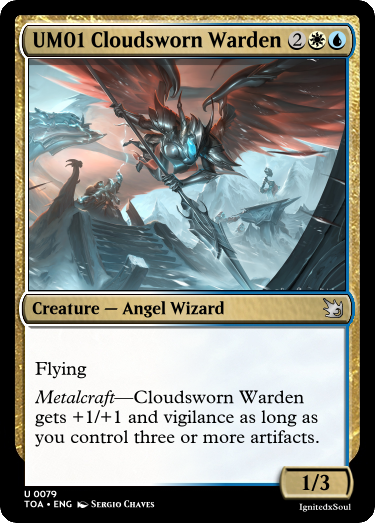 UM01 Cloudsworn Warden 2
Creature — Angel Wizard
Flying
Metalcraft—Cloudsworn Warden
gets +1/+1 and vigilance as long as
you control three or more artifacts.
1/3
U 0079
TOA • ENG Sergio Chaves
IgnitedxSoul